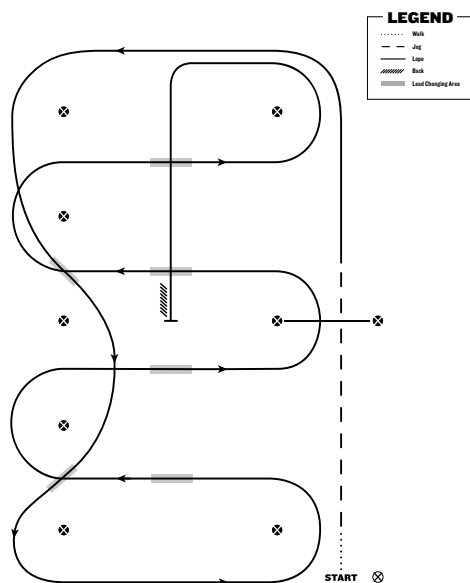 LEGEND
Walk
Jog
Lope
Back
Lead Changing Area
START